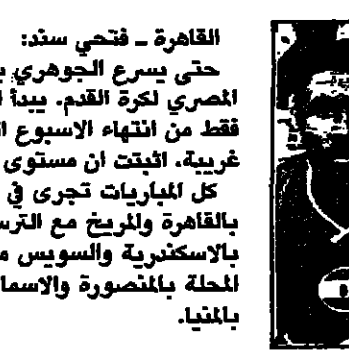 القاهرة ـ فتحي سند:
حتى يسرع الجوهري
المصري لكرة القدم. يبدأ
فقط من انتهاء الاسبوع
غريبة، اثبتت ان مستوى
كل المباريات تجرى في
بالقاهرة والمريخ مع
بالاسكندرية والسويس
المحلة بالمنصورة
بالمنيا.